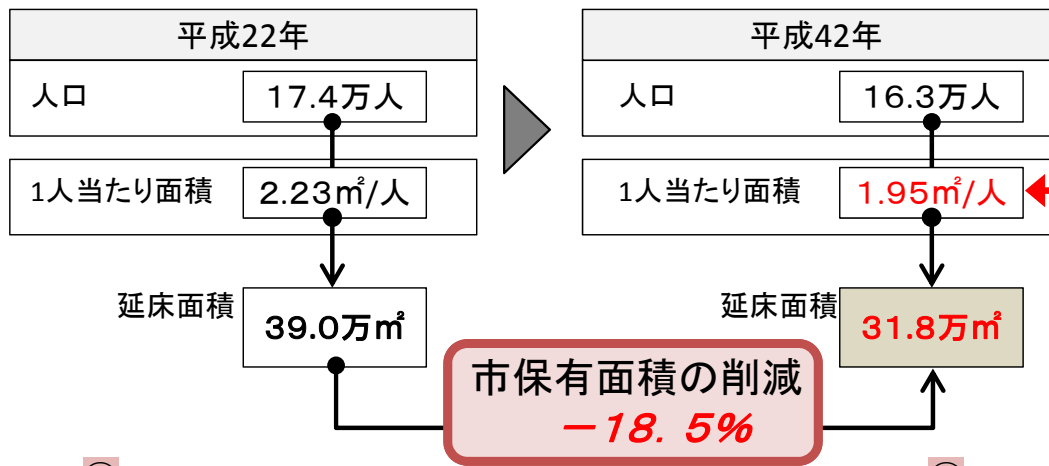 平成22年
人口
17.4万人
1人当たり面積
2.23㎡/人
延床面積
39.0万㎡
平成42年
人口
16.3万人
1人当たり面積
1.95㎡/人
延床面積
31.8万㎡
市保有面積の削減
－18．5%